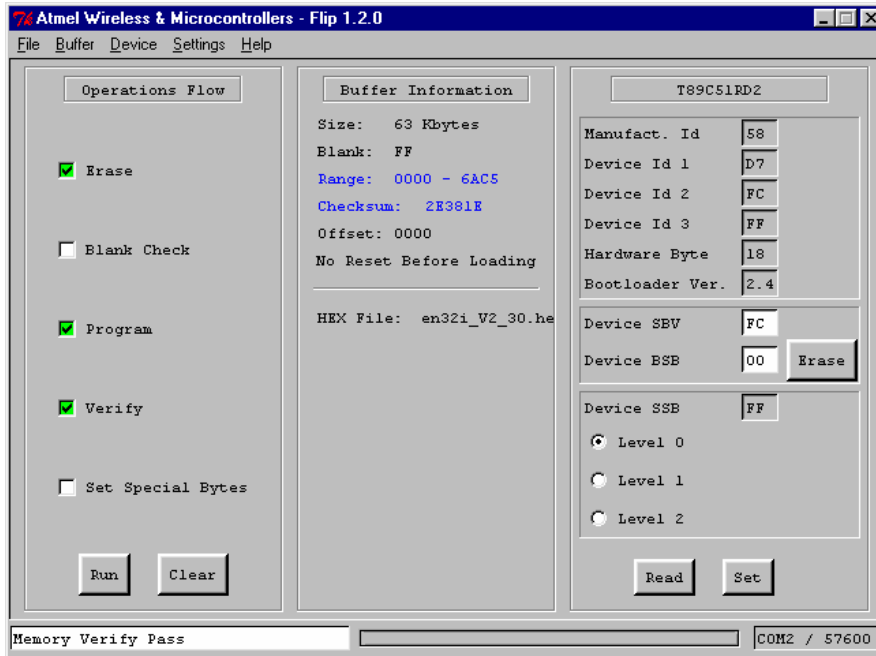 Atmel Wireless & Microcontrollers - Flip 1.2.0
File Buffer Device Settings Help
Operations Flow
Erase
Blank Check
Program
Verify
Set Special Bytes
Run Clear
Buffer Information
Size: 63 Kbytes
Blank: FF
Range: 0000 - 6AC5
Checksum: 2E381E
Offset: 0000
No Reset Before Loading
HEX File: en32i_V2_30.he
T89C51RD2
Manufact. Id 58
Device Id 1 D7
Device Id 2 FC
Device Id 3 FF
Hardware Byte 18
Bootloader Ver. 2.4
Device SBV FC
Device BSB 00 Erase
Device SSB FF
Level 0
Level 1
Level 2
Read Set
Memory Verify Pass
COM2 / 57600